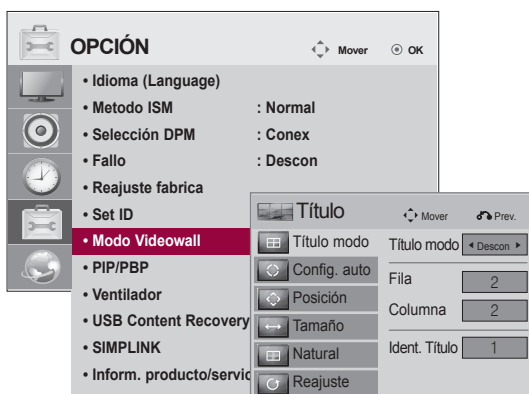 OPCIÓN
Mover
OK
• Idioma (Language)
• Metodo ISM : Normal
• Selección DPM : Conex
• Fallo : Descon
• Reajuste fabrica
• Set ID
• Modo Videowall
• PIP/PBP
• Ventilador
• USB Content Recovery
• SIMPLINK
• Inform. producto/servic
Título
Mover
Prev.
Título modo
Config. auto
Posición
Tamaño
Natural
Reajuste
Título modo Descon
Fila 2
Columna 2
Ident. Título 1